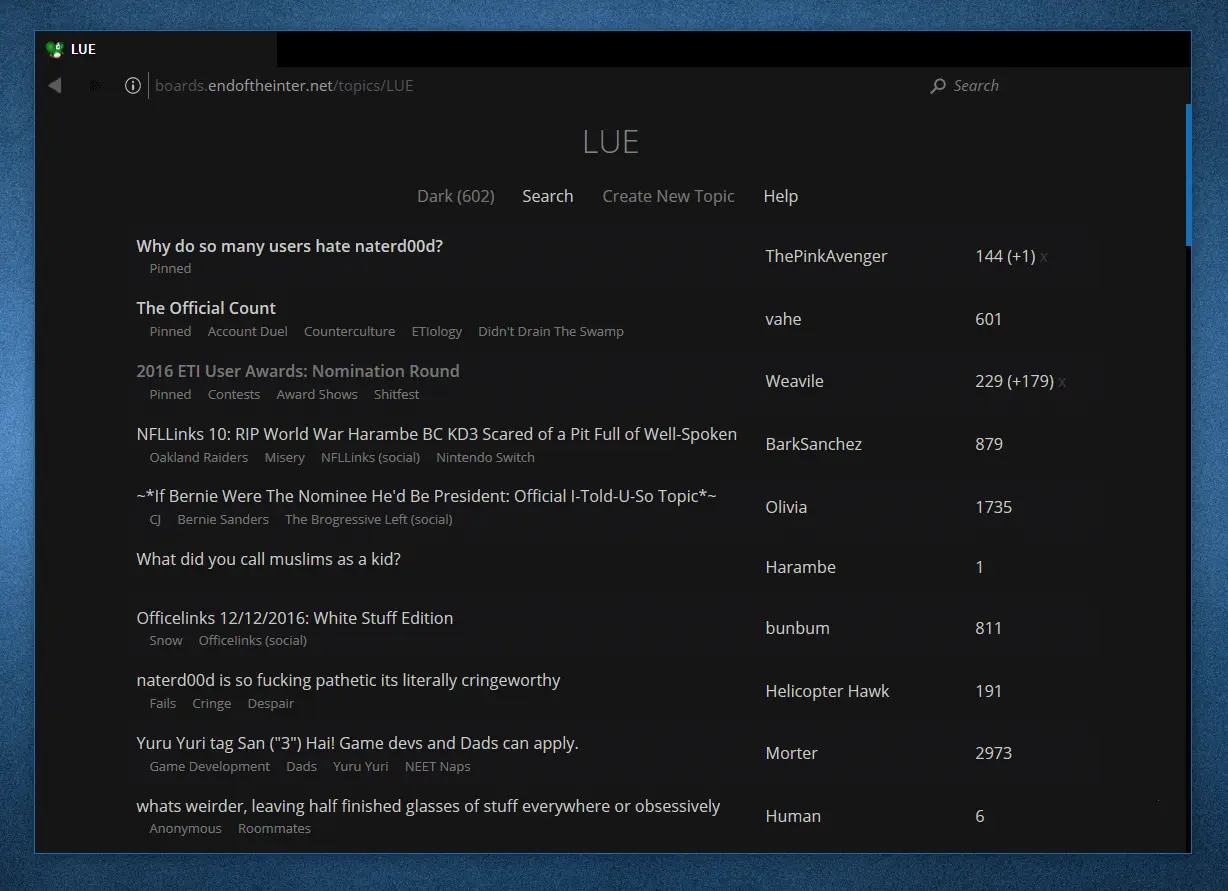 LUE
boards.endoftheinter.net/topics/LUE Search
LUE
Dark (602) Search Create New Topic Help
Why do so many users hate naterd00d?
Pinned
ThePinkAvenger 144 (+1) x
The Official Count
Pinned Account Duel Counterculture ETIology Didn't Drain The Swamp
vahe 601
2016 ETI User Awards: Nomination Round
Pinned Contests Award Shows Shitfest
Weavile 229 (+179) x
NFLLinks 10: RIP World War Harambe BC KD3 Scared of a Pit Full of Well-Spoken
Oakland Raiders Misery NFLLinks (social) Nintendo Switch
BarkSanchez 879
~*If Bernie Were The Nominee He'd Be President: Official I-Told-U-So Topic*~
CJ Bernie Sanders The Brogressive Left (social)
Olivia 1735
What did you call muslims as a kid?
Harambe 1
Officelinks 12/12/2016: White Stuff Edition
Snow Officelinks (social)
bunbum 811
naterd00d is so fucking pathetic its literally cringeworthy
Fails Cringe Despair
Helicopter Hawk 191
Yuru Yuri tag San ("3") Hai! Game devs and Dads can apply.
Game Development Dads Yuru Yuri NEET Naps
Morter 2973
whats weirder, leaving half finished glasses of stuff everywhere or obsessively
Anonymous Roommates
Human 6